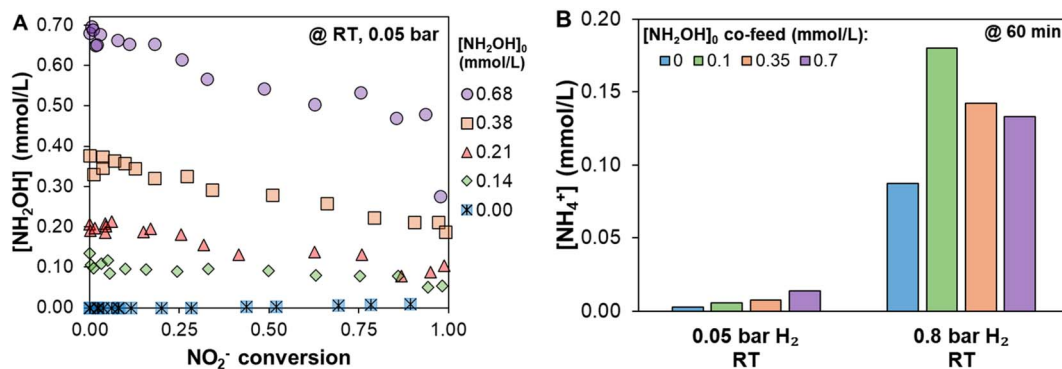 A
@ RT, 0.05 bar
[NH₂OH] (mmol/L)
0.70
0.60
0.50
0.40
0.30
0.20
0.10
0.00
0.00
0.25
0.50
0.75
1.00
NO₂⁻ conversion
[NH₂OH]₀
(mmol/L)
0.68
0.38
0.21
0.14
0.00
B
@ 60 min
[NH₂OH]₀ co-feed (mmol/L):
0 0.1 0.35 0.7
[NH₄⁺] (mmol/L)
0.20
0.15
0.10
0.05
0.00
0.05 bar H₂
RT
0.8 bar H₂
RT